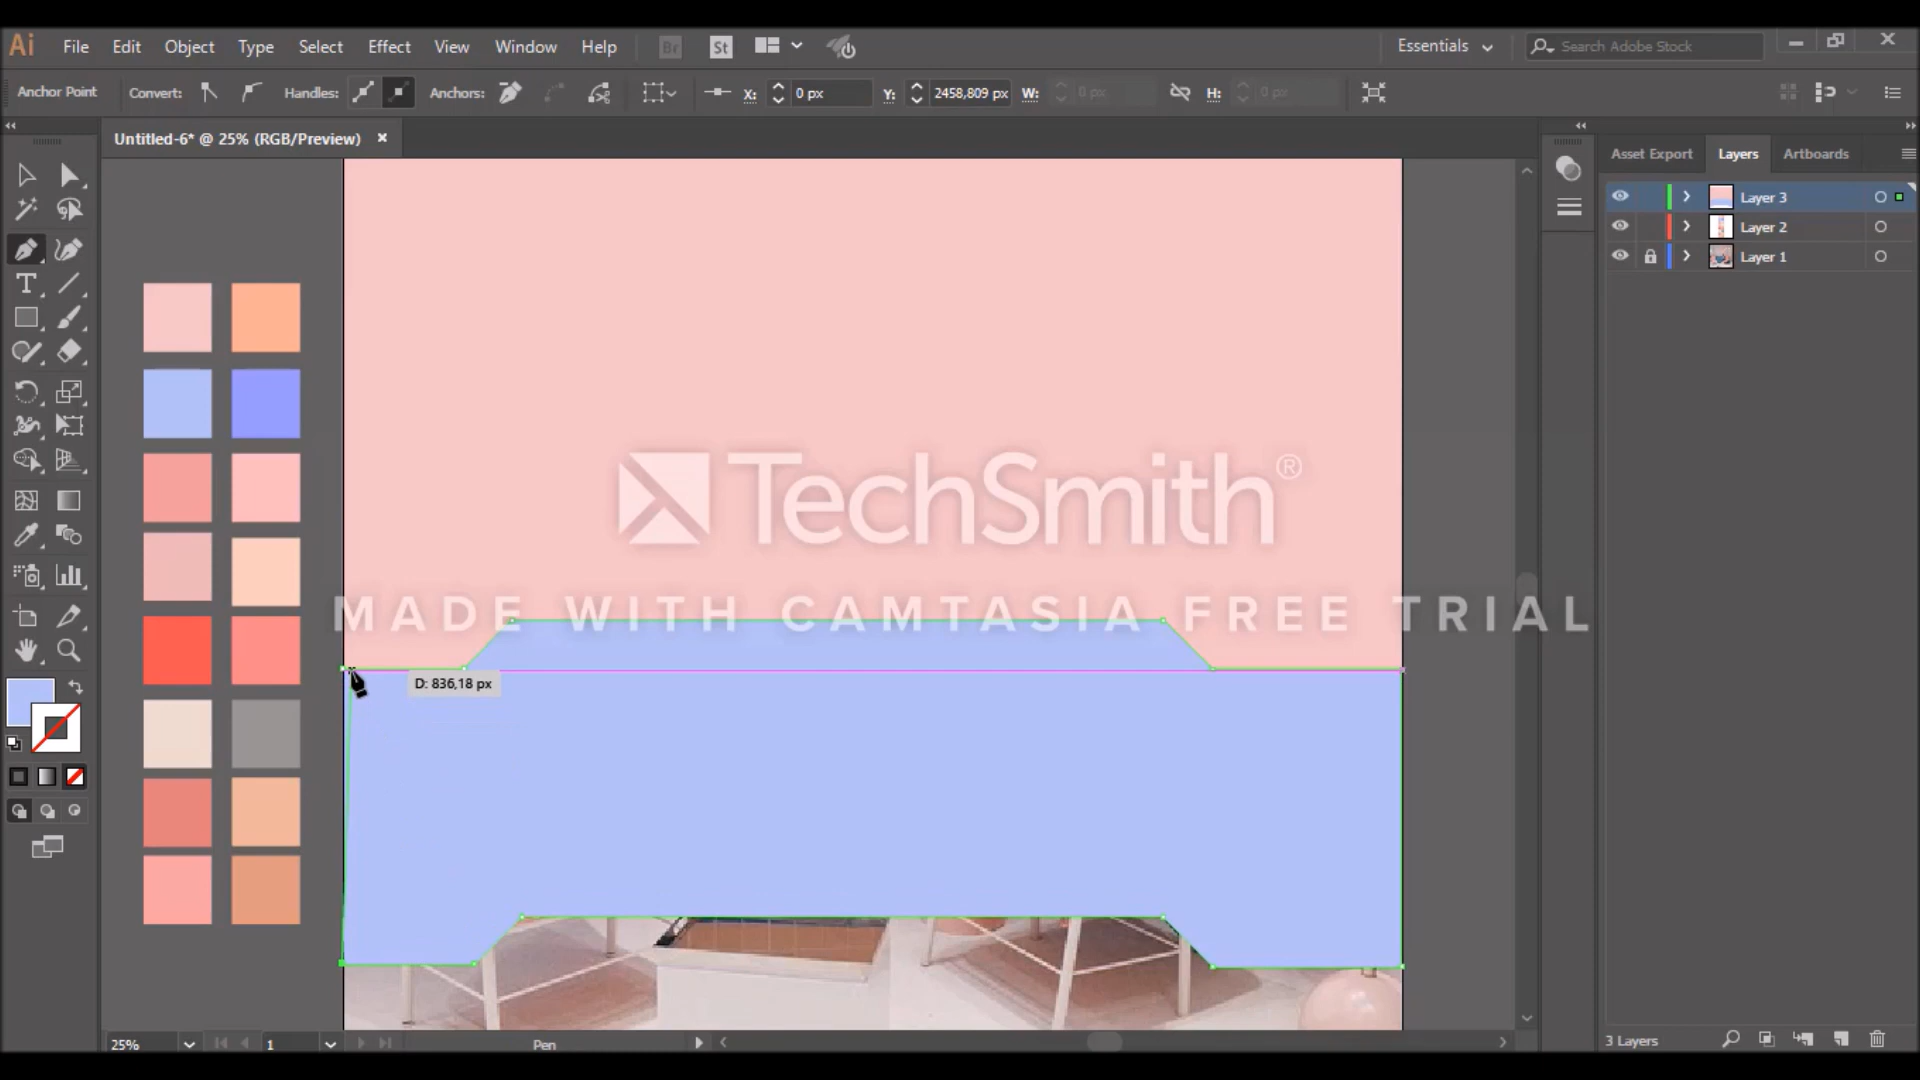 Ai File Edit Object Type Select Effect View Window Help Br St Essentials Search Adobe Stock
Anchor Point Convert: Handles: Anchors: X: 0 px Y: 2458,809 px W: 0 px H: 0 px
Untitled-6* @ 25% (RGB/Preview)
Asset Export Layers Artboards
Layer 3
Layer 2
Layer 1
TechSmith®
MADE WITH CAMTASIA FREE TRIAL
D: 836,18 px
25% 1 Pen
3 Layers